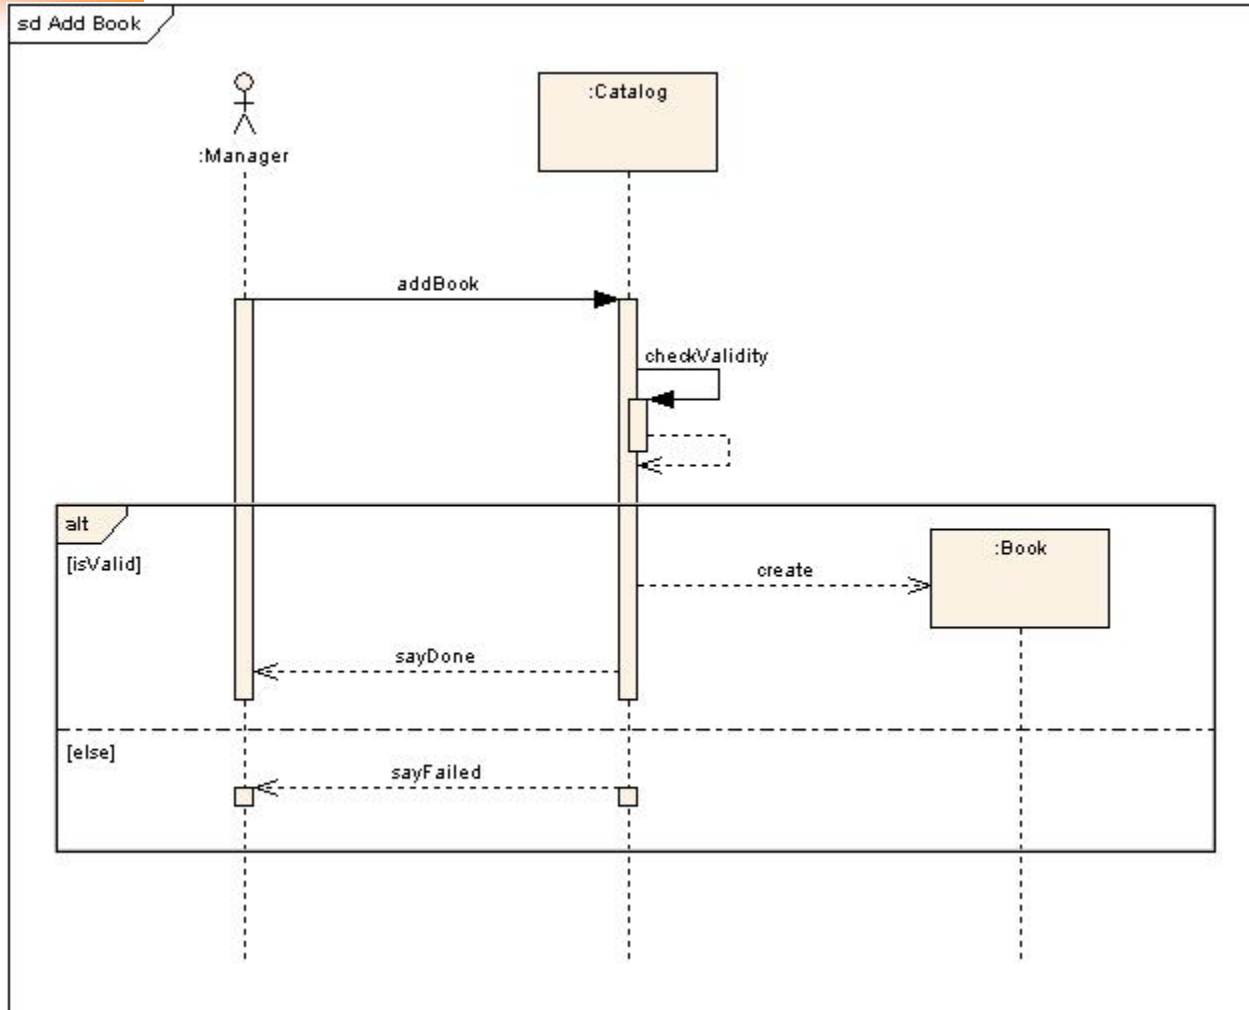 sd Add Book
:Catalog
:Manager
addBook
checkValidity
alt
[isValid]
:Book
create
sayDone
[else]
sayFailed